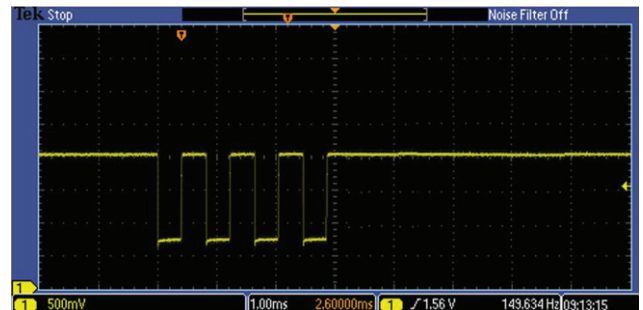 Tek Stop Noise Filter Off
1
1 500mV 1.00ms 2.60000ms 1 1.56 V 149.634 Hz 09:13:15